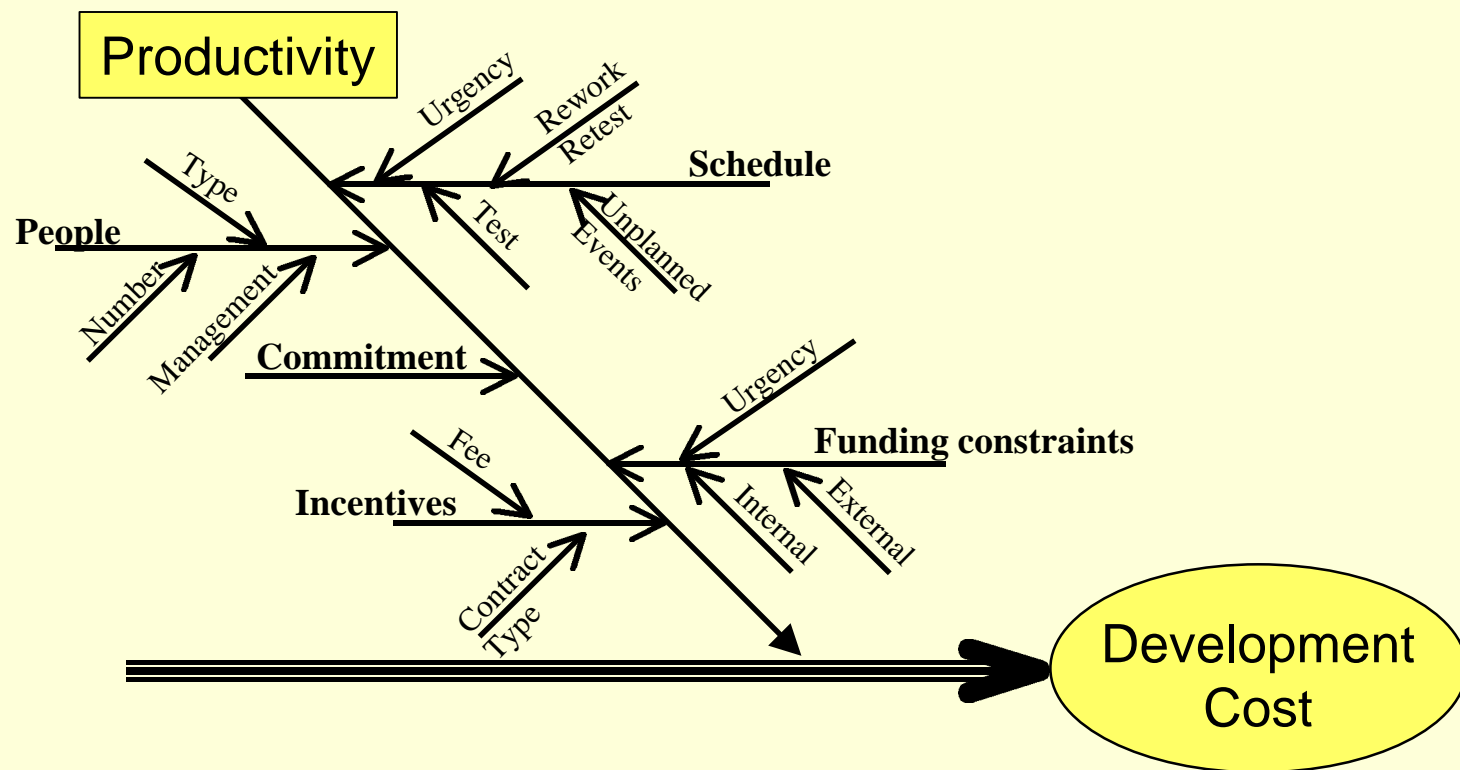 Productivity
Urgency
Rework
Retest
Schedule
Type
People
Test
Unplanned
Events
Number
Management
Commitment
Urgency
Funding constraints
Fee
Incentives
Internal
External
Contract
Type
Development
Cost